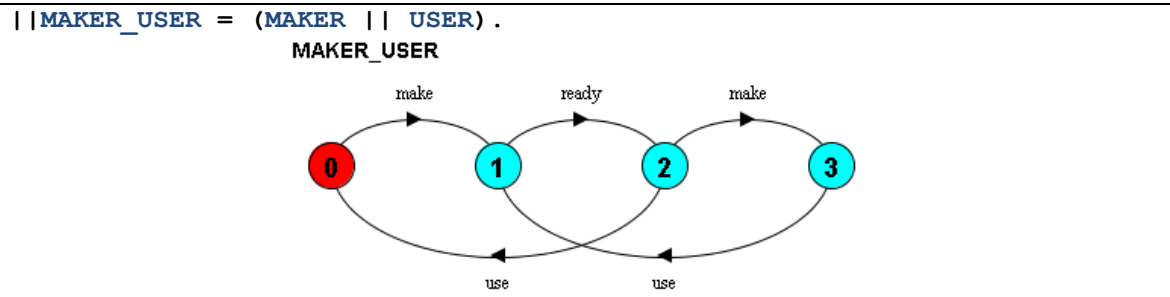 ||MAKER_USER = (MAKER || USER).
MAKER_USER
make ready make
0 1 2 3
use use